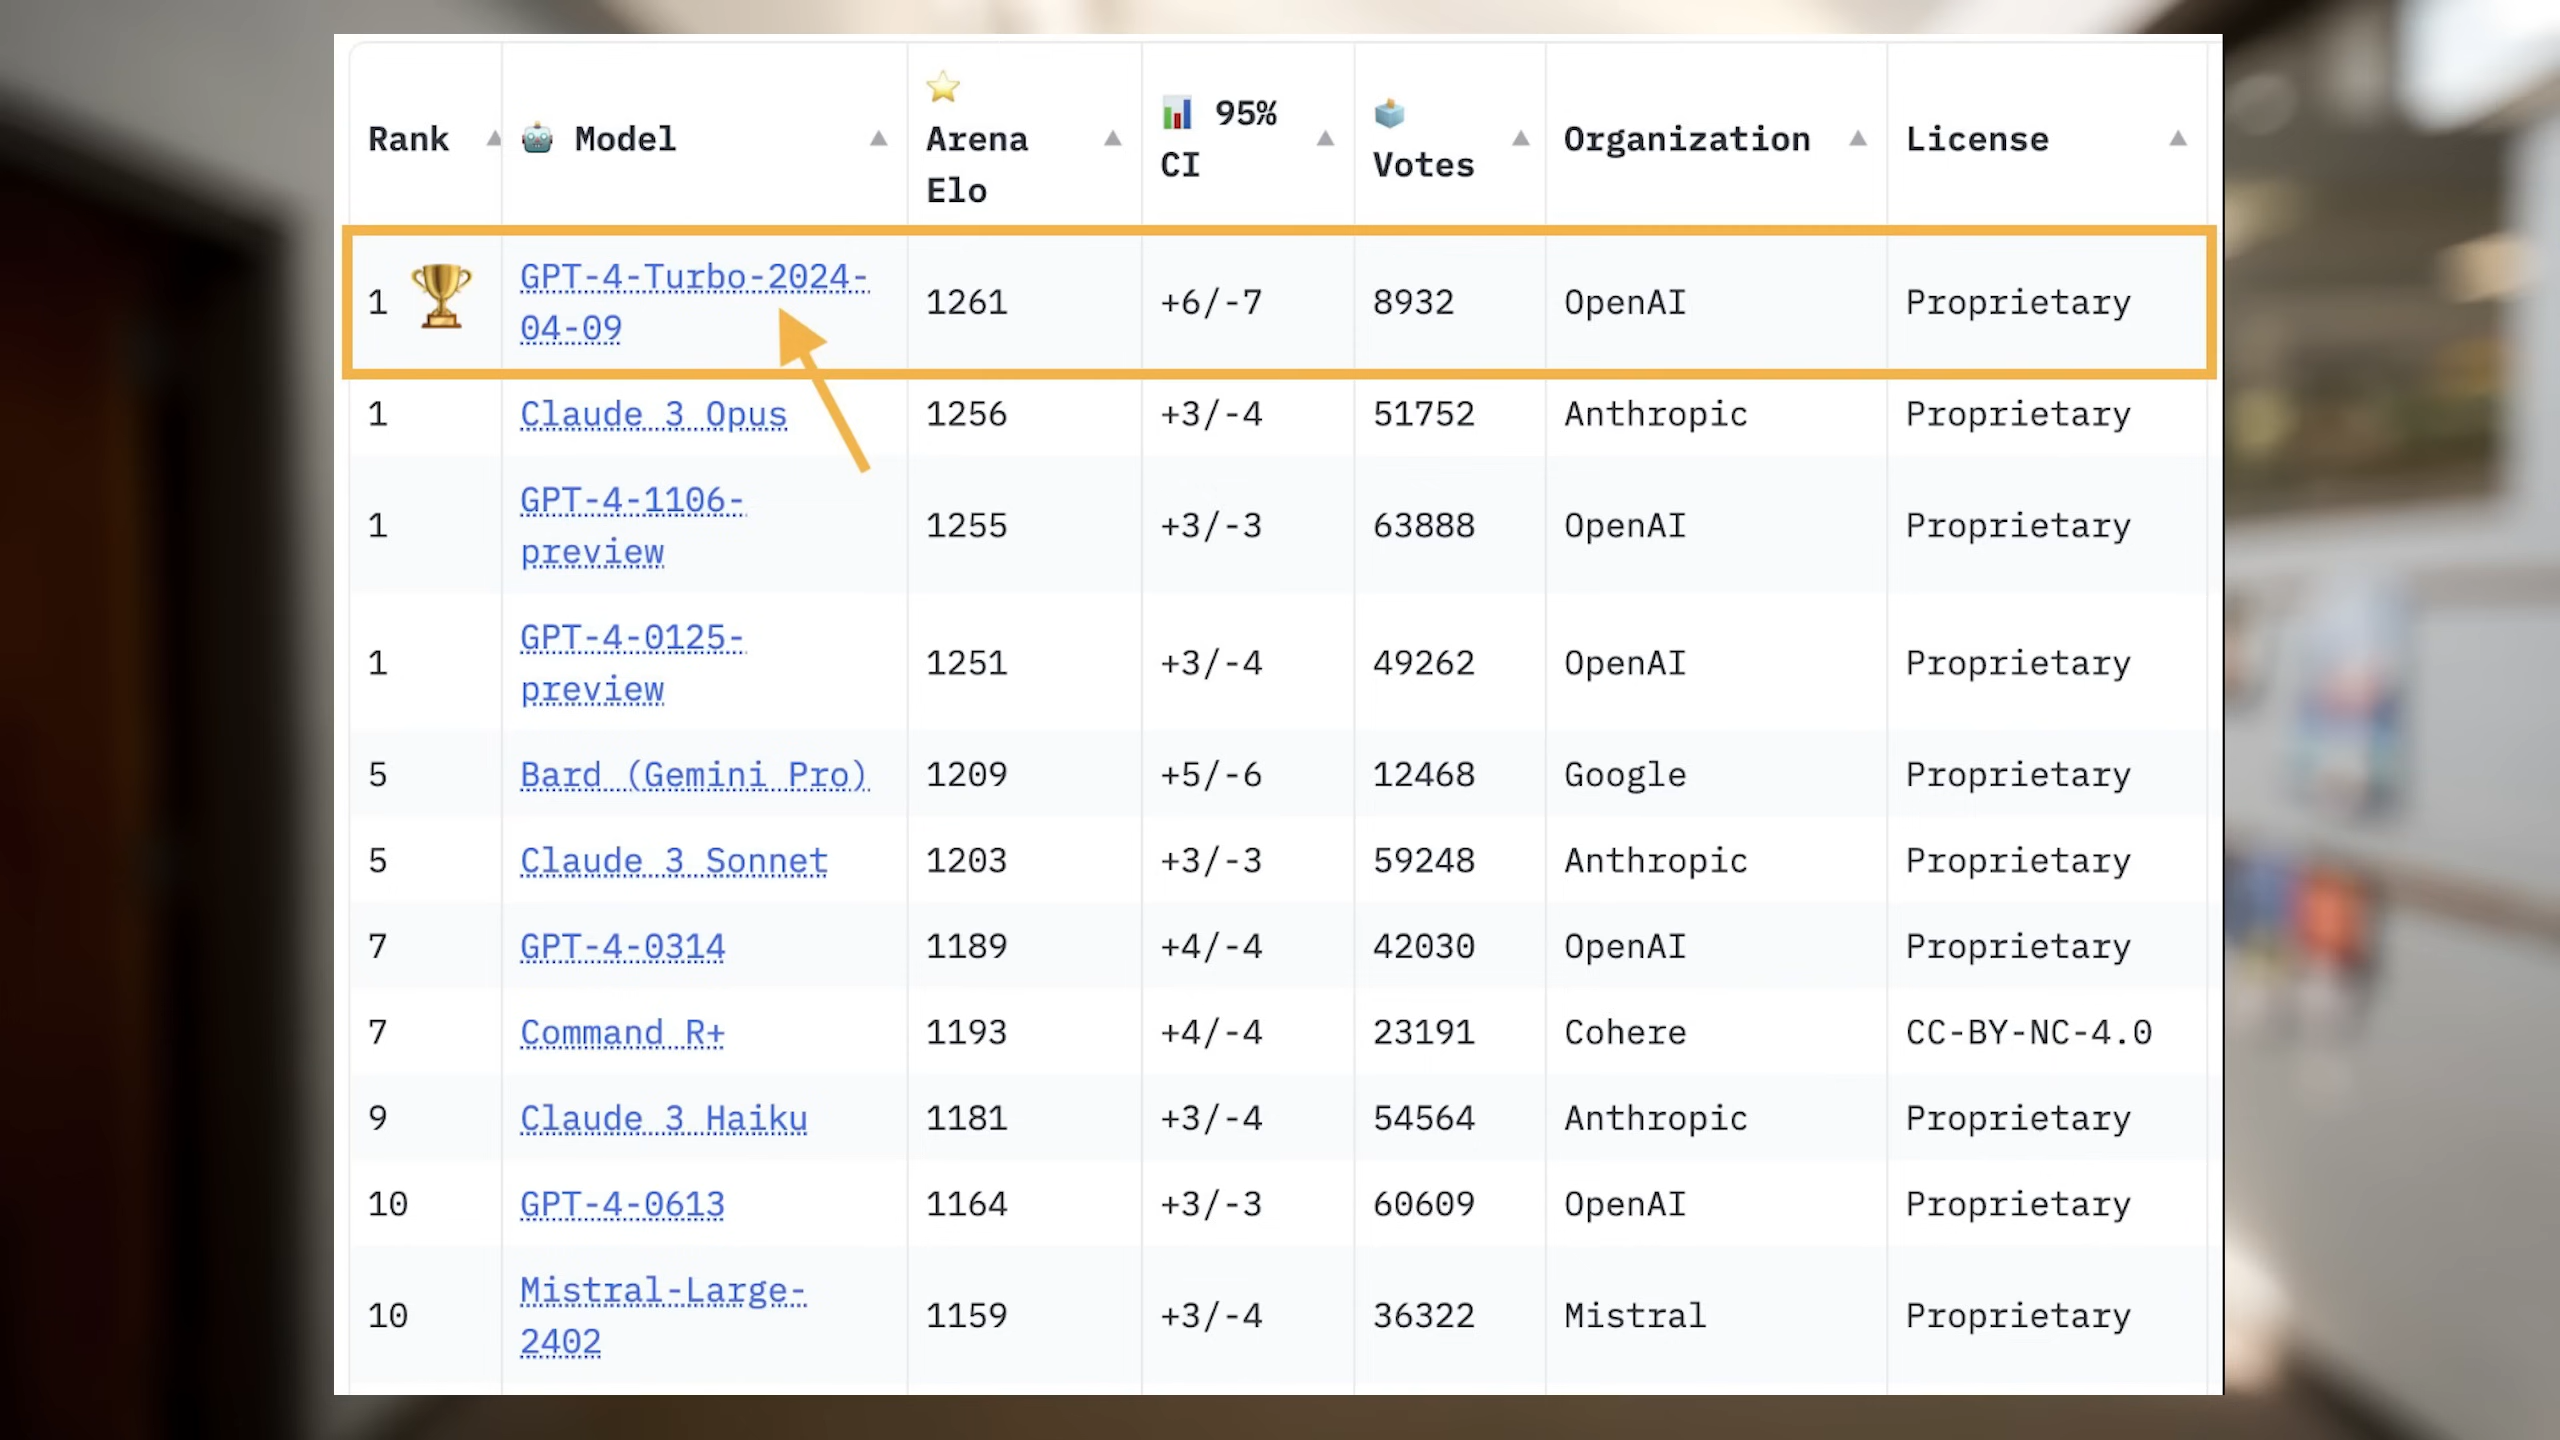 Rank Model Arena Elo 95% CI Votes Organization License
1 GPT-4-Turbo-2024-04-09 1261 +6/-7 8932 OpenAI Proprietary
1 Claude 3 Opus 1256 +3/-4 51752 Anthropic Proprietary
1 GPT-4-1106-preview 1255 +3/-3 63888 OpenAI Proprietary
1 GPT-4-0125-preview 1251 +3/-4 49262 OpenAI Proprietary
5 Bard (Gemini Pro) 1209 +5/-6 12468 Google Proprietary
5 Claude 3 Sonnet 1203 +3/-3 59248 Anthropic Proprietary
7 GPT-4-0314 1189 +4/-4 42030 OpenAI Proprietary
7 Command R+ 1193 +4/-4 23191 Cohere CC-BY-NC-4.0
9 Claude 3 Haiku 1181 +3/-4 54564 Anthropic Proprietary
10 GPT-4-0613 1164 +3/-3 60609 OpenAI Proprietary
10 Mistral-Large-2402 1159 +3/-4 36322 Mistral Proprietary